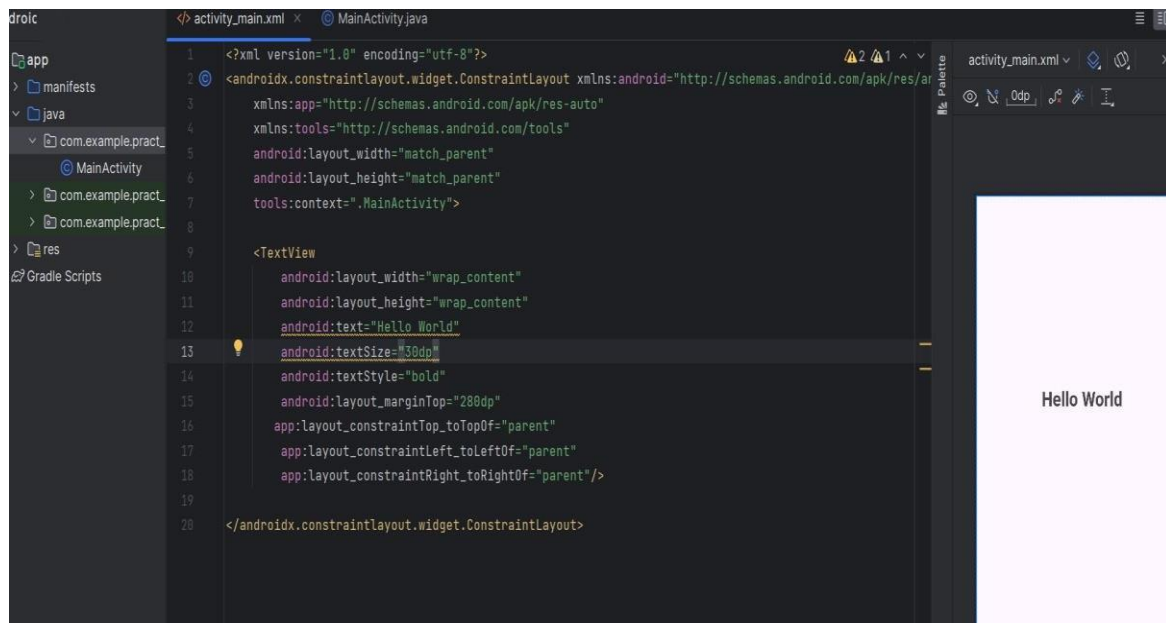 droic
activity_main.xml
MainActivity.java
app
manifests
java
com.example.pract_
MainActivity
com.example.pract_
com.example.pract_
res
Gradle Scripts
1 <?xml version="1.0" encoding="utf-8"?>
2 <androidx.constraintlayout.widget.ConstraintLayout xmlns:android="http://schemas.android.com/apk/res/an
3 xmlns:app="http://schemas.android.com/apk/res-auto"
4 xmlns:tools="http://schemas.android.com/tools"
5 android:layout_width="match_parent"
6 android:layout_height="match_parent"
7 tools:context=".MainActivity">
8
9 <TextView
10 android:layout_width="wrap_content"
11 android:layout_height="wrap_content"
12 android:text="Hello World"
13 android:textSize="30dp"
14 android:textStyle="bold"
15 android:layout_marginTop="280dp"
16 app:layout_constraintTop_toTopOf="parent"
17 app:layout_constraintLeft_toLeftOf="parent"
18 app:layout_constraintRight_toRightOf="parent"/>
19
20 </androidx.constraintlayout.widget.ConstraintLayout>
2 1
Palette
activity_main.xml
0dp
Hello World